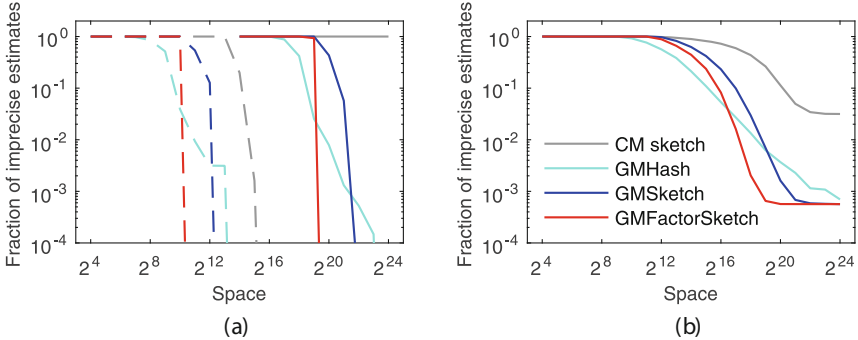 Fraction of imprecise estimates
10^0
10^-1
10^-2
10^-3
10^-4
2^4 2^8 2^12 2^16 2^20 2^24
Space
(a)
Fraction of imprecise estimates
10^0
10^-1
10^-2
10^-3
10^-4
CM sketch
GMHash
GMSketch
GMFactorSketch
2^4 2^8 2^12 2^16 2^20 2^24
Space
(b)